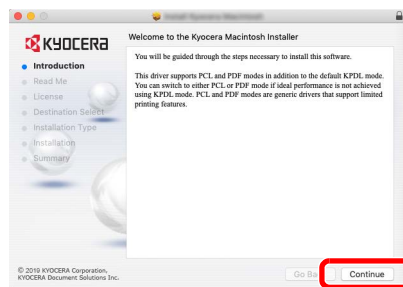 KYOCERA
Welcome to the Kyocera Macintosh Installer
Introduction
Read Me
License
Destination Select
Installation Type
Installation
Summary
You will be guided through the steps necessary to install this software.
This driver supports PCL and PDF modes in addition to the default KPDL mode.
You can switch to either PCL or PDF mode if ideal performance is not achieved
using KPDL mode. PCL and PDF modes are generic drivers that support limited
printing features.
© 2019 KYOCERA Corporation,
KYOCERA Document Solutions Inc.
Go Ba
Continue